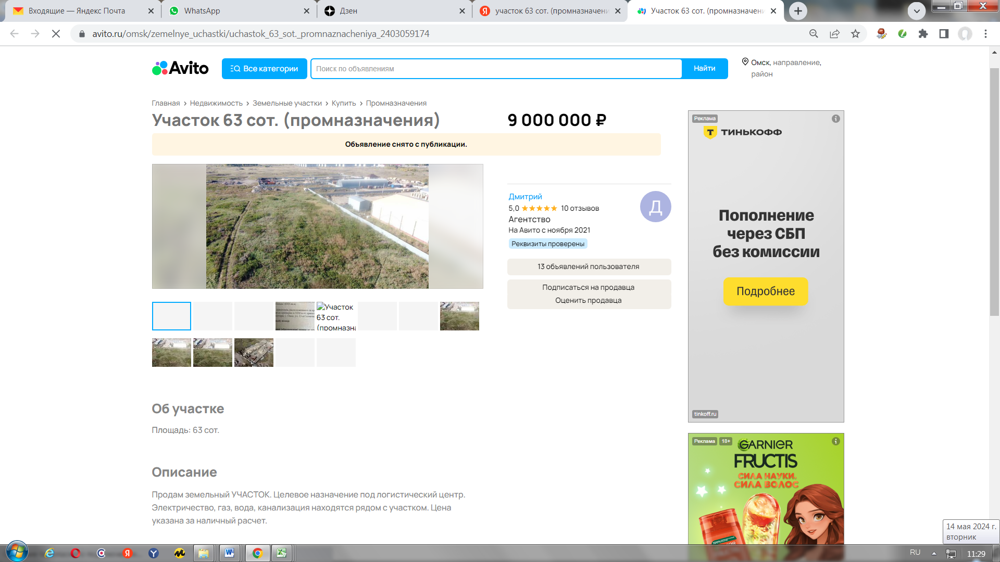 Входящие — Яндекс Почта
WhatsApp
Дзен
участок 63 сот. (промназначени
Участок 63 сот. (промназначени
avito.ru/omsk/zemelnye_uchastki/uchastok_63_sot._promnaznacheniya_2403059174
Avito
Все категории
Поиск по объявлениям
Найти
Омск, направление,
район
Главная > Недвижимость > Земельные участки > Купить > Промназначения
Участок 63 сот. (промназначения)
9 000 000 ₽
Объявление снято с публикации.
Дмитрий
5,0 10 отзывов
Агентство
На Авито с ноября 2021
Реквизиты проверены
Д
13 объявлений пользователя
Подписаться на продавца
Оценить продавца
Участок
63 сот.
(промназна
Об участке
Площадь: 63 сот.
Описание
Продам земельный УЧАСТОК. Целевое назначение под логистический центр.
Электричество, газ, вода, канализация находятся рядом с участком. Цена
указана за наличный расчет.
Реклама
ТИНЬКОФФ
Пополнение
через СБП
без комиссии
Подробнее
tinkoff.ru
Реклама 18+
GARNIER
FRUCTIS
СИЛА НАУКИ.
СИЛА ВОЛОС
14 мая 2024 г.
вторник
RU
11:29